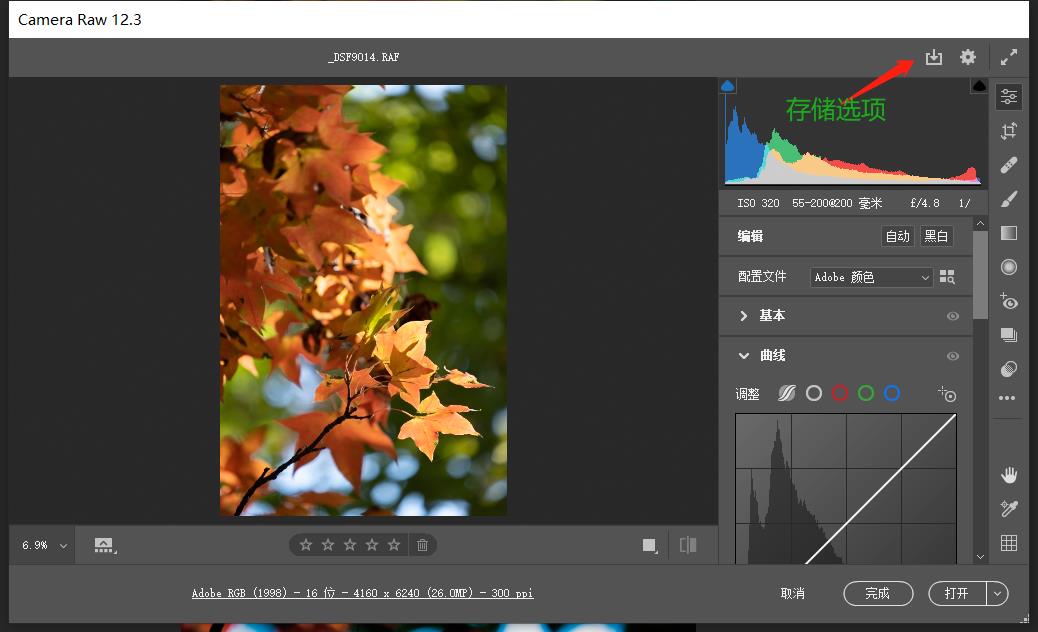 Camera Raw 12.3
_DSF9014.RAF
存储选项
ISO 320 55-200@200 毫米 f/4.8 1/
编辑 自动 黑白
配置文件 Adobe 颜色
基本
曲线
调整
6.9%
Adobe RGB (1998) - 16 位 - 4160 x 6240 (26.0MP) - 300 ppi
取消 完成 打开